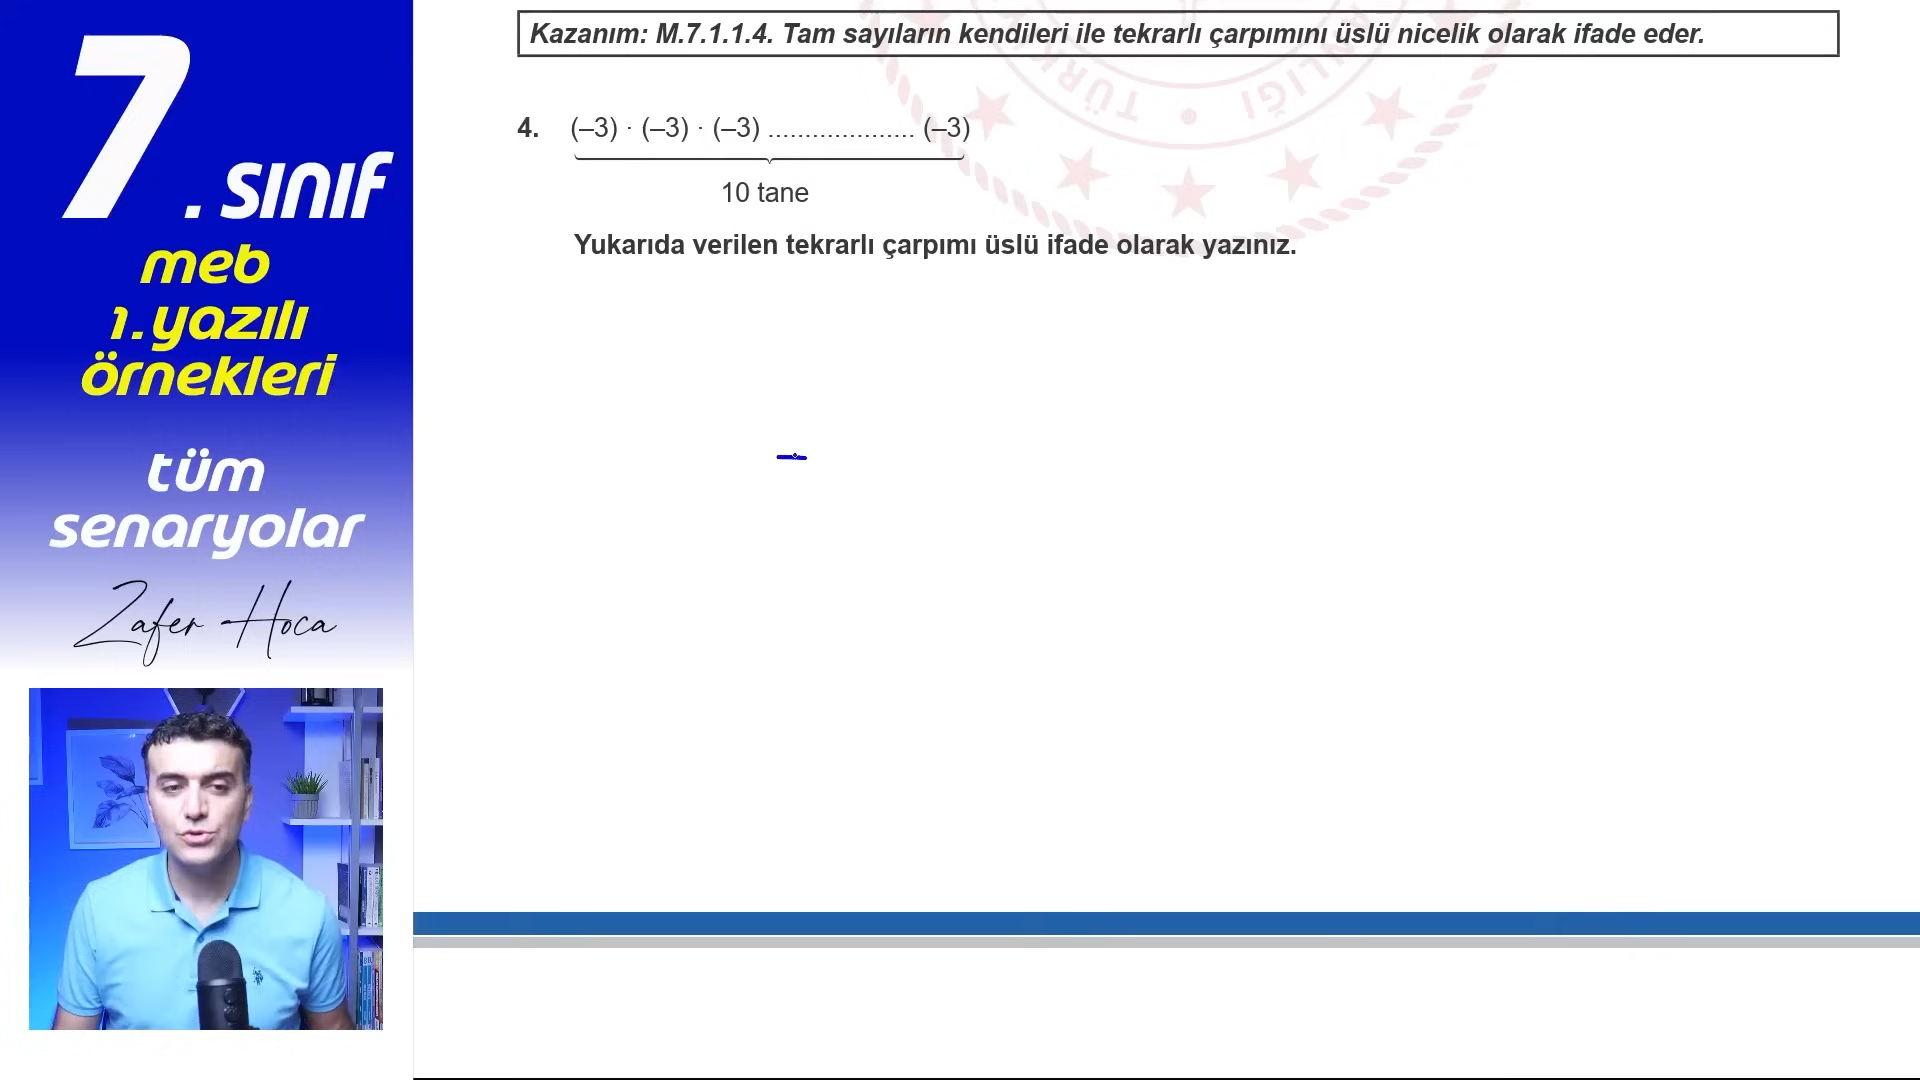 7. SINIF
meb
1. yazılı
örnekleri
tüm
senaryolar
Zafer Hoca
Kazanım: M.7.1.1.4. Tam sayıların kendileri ile tekrarlı çarpımını üslü nicelik olarak ifade eder.
4. (–3) · (–3) · (–3) .................... (–3)
10 tane
Yukarıda verilen tekrarlı çarpımı üslü ifade olarak yazınız.